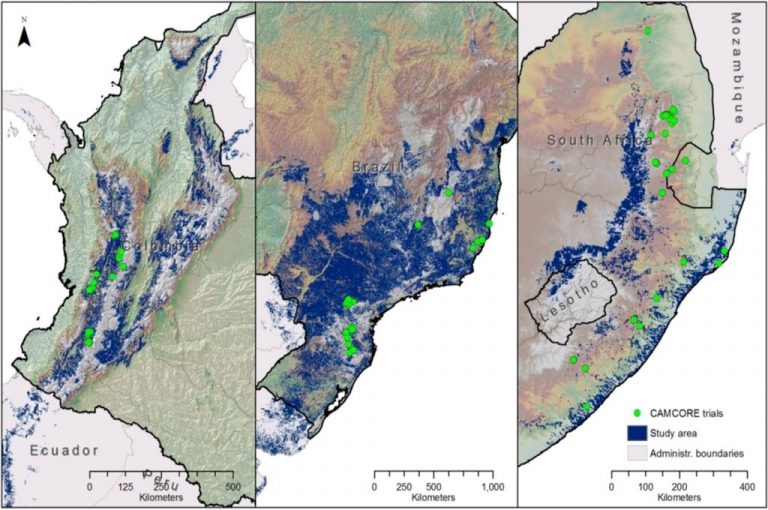 N
Colombia
Ecuador
Peru
0 125 250 500
Kilometers
Brazil
0 250 500 1,000
Kilometers
Mozambique
South Africa
Lesotho
CAMCORE trials
Study area
Administr. boundaries
0 100 200 400
Kilometers